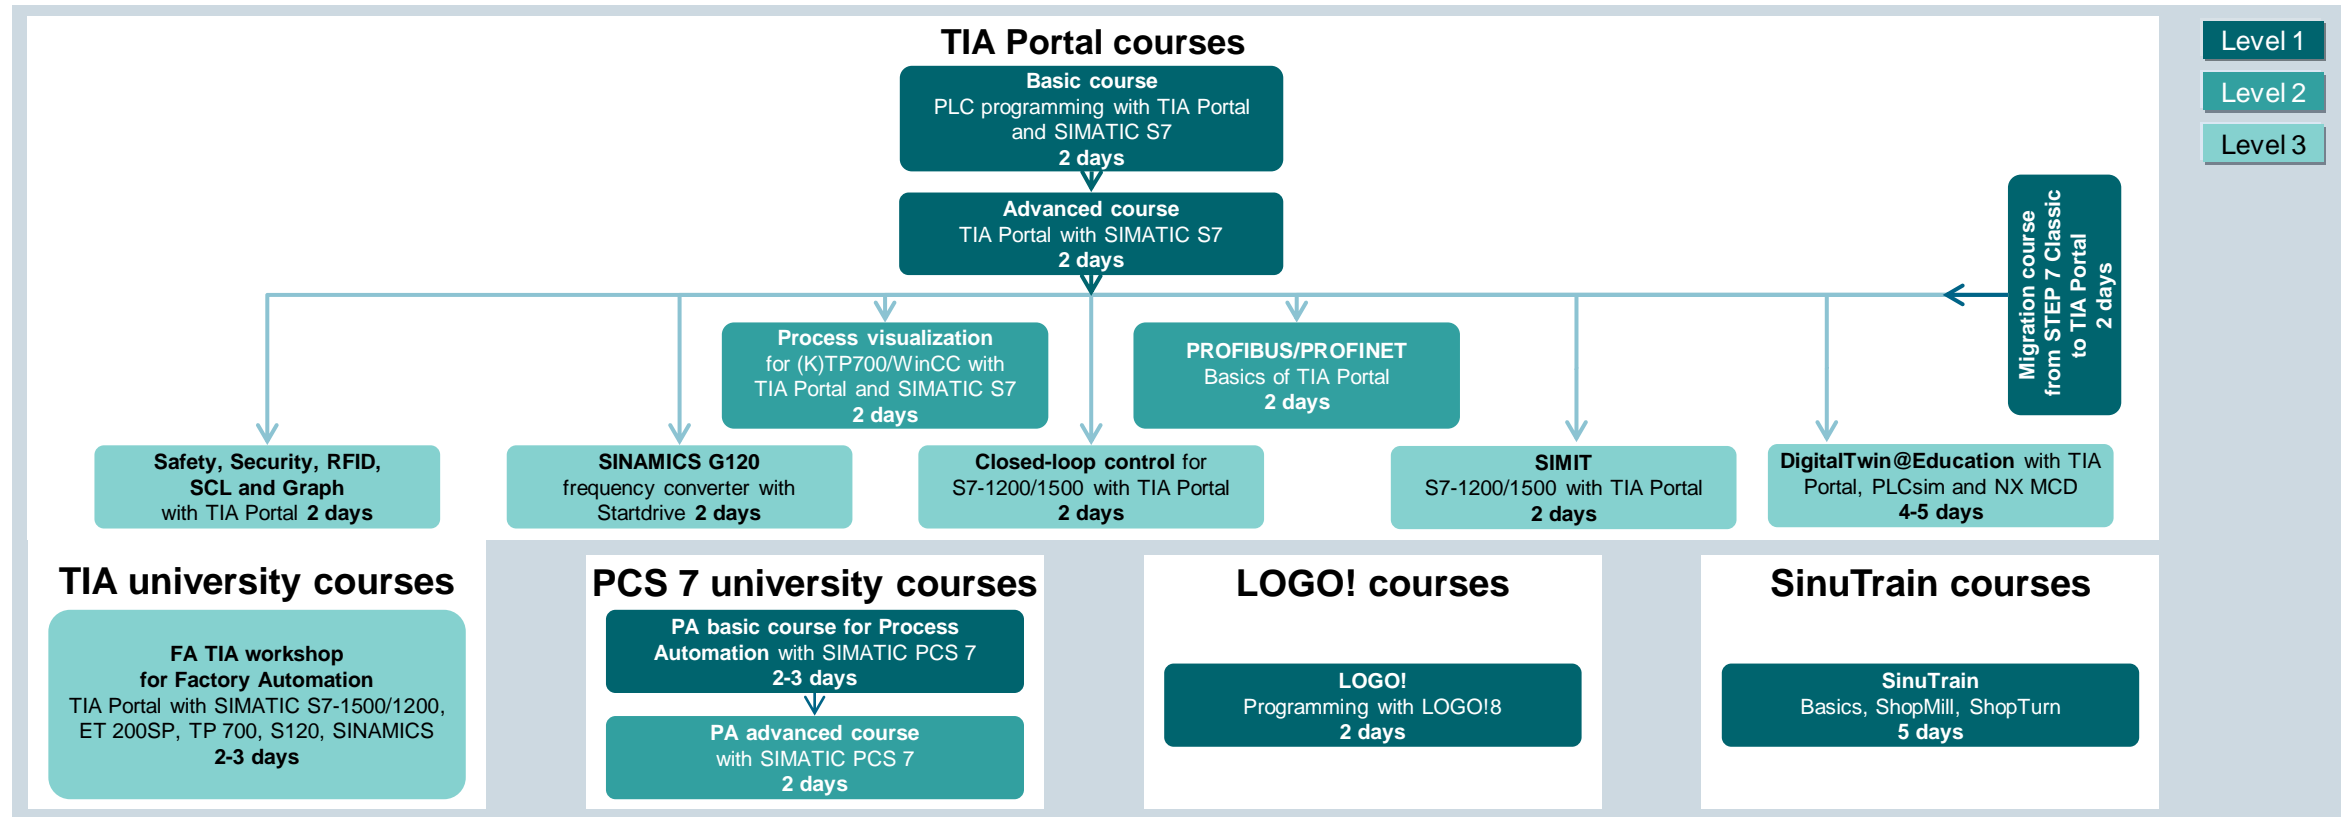 TIA Portal courses
Basic course
PLC programming with TIA Portal
and SIMATIC S7
2 days
Advanced course
TIA Portal with SIMATIC S7
2 days
Migration course
from STEP 7 Classic
to TIA Portal
2 days
Process visualization
for (K)TP700/WinCC with
TIA Portal and SIMATIC S7
2 days
PROFIBUS/PROFINET
Basics of TIA Portal
2 days
Safety, Security, RFID,
SCL and Graph
with TIA Portal 2 days
SINAMICS G120
frequency converter with
Startdrive 2 days
Closed-loop control for
S7-1200/1500 with TIA Portal
2 days
SIMIT
S7-1200/1500 with TIA Portal
2 days
DigitalTwin@Education with TIA
Portal, PLCsim and NX MCD
4-5 days
Level 1
Level 2
Level 3
TIA university courses
FA TIA workshop
for Factory Automation
TIA Portal with SIMATIC S7-1500/1200,
ET 200SP, TP 700, S120, SINAMICS
2-3 days
PCS 7 university courses
PA basic course for Process
Automation with SIMATIC PCS 7
2-3 days
PA advanced course
with SIMATIC PCS 7
2 days
LOGO! courses
LOGO!
Programming with LOGO!8
2 days
SinuTrain courses
SinuTrain
Basics, ShopMill, ShopTurn
5 days